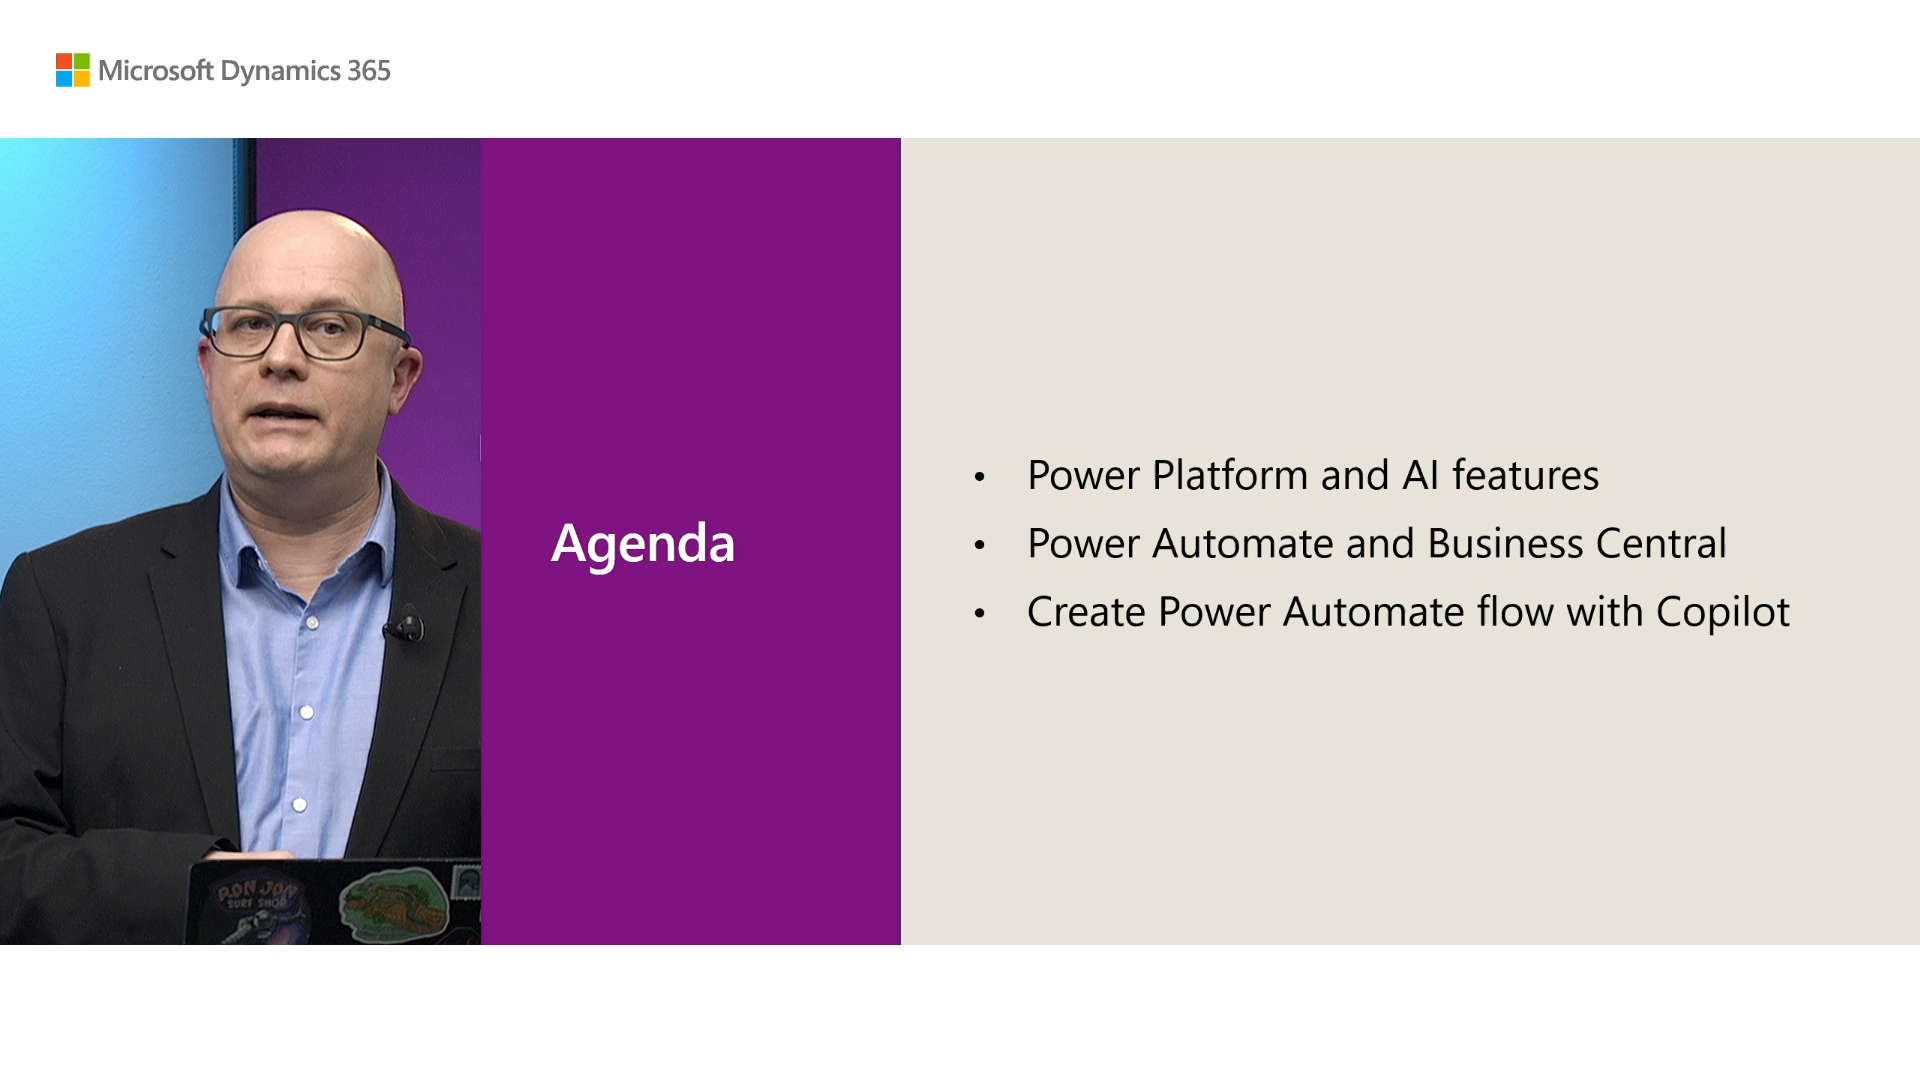 Microsoft Dynamics 365
Agenda
• Power Platform and AI features
• Power Automate and Business Central
• Create Power Automate flow with Copilot
RON JON
SURF SHOP